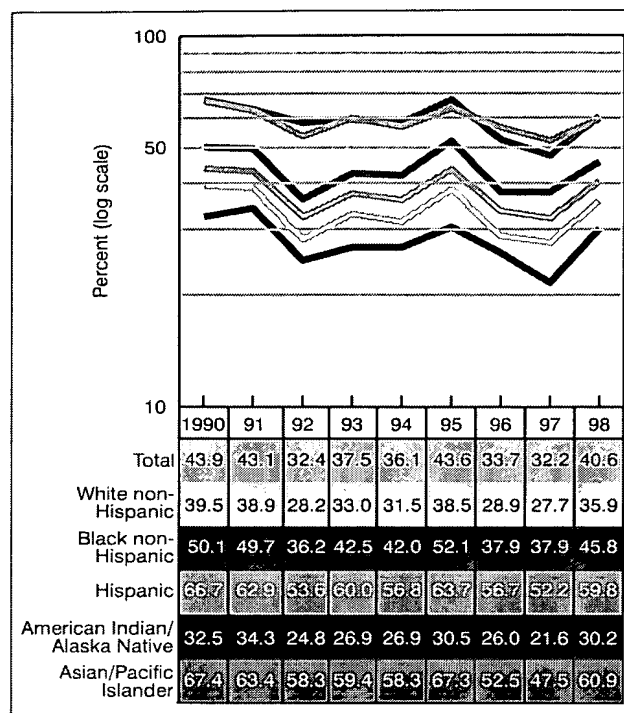 100
50
10
Percent (log scale)
1990 91 92 93 94 95 96 97 98
Total 43.9 43.1 32.4 37.5 36.1 43.6 33.7 32.2 40.6
White non-
Hispanic 39.5 38.9 28.2 33.0 31.5 38.5 28.9 27.7 35.9
Black non-
Hispanic 50.1 49.7 36.2 42.5 42.0 52.1 37.9 37.9 45.8
Hispanic 66.7 62.9 53.6 60.0 56.8 63.7 56.7 52.2 59.8
American Indian/
Alaska Native 32.5 34.3 24.8 26.9 26.9 30.5 26.0 21.6 30.2
Asian/Pacific
Islander 67.4 63.4 58.3 59.4 58.3 67.3 52.5 47.5 60.9